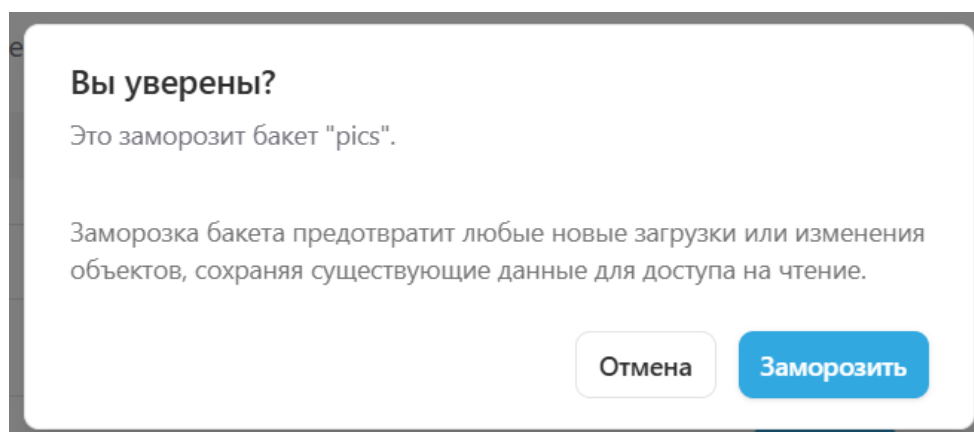 е
Вы уверены?
Это заморозит бакет "pics".
Заморозка бакета предотвратит любые новые загрузки или изменения
объектов, сохраняя существующие данные для доступа на чтение.
Отмена
Заморозить